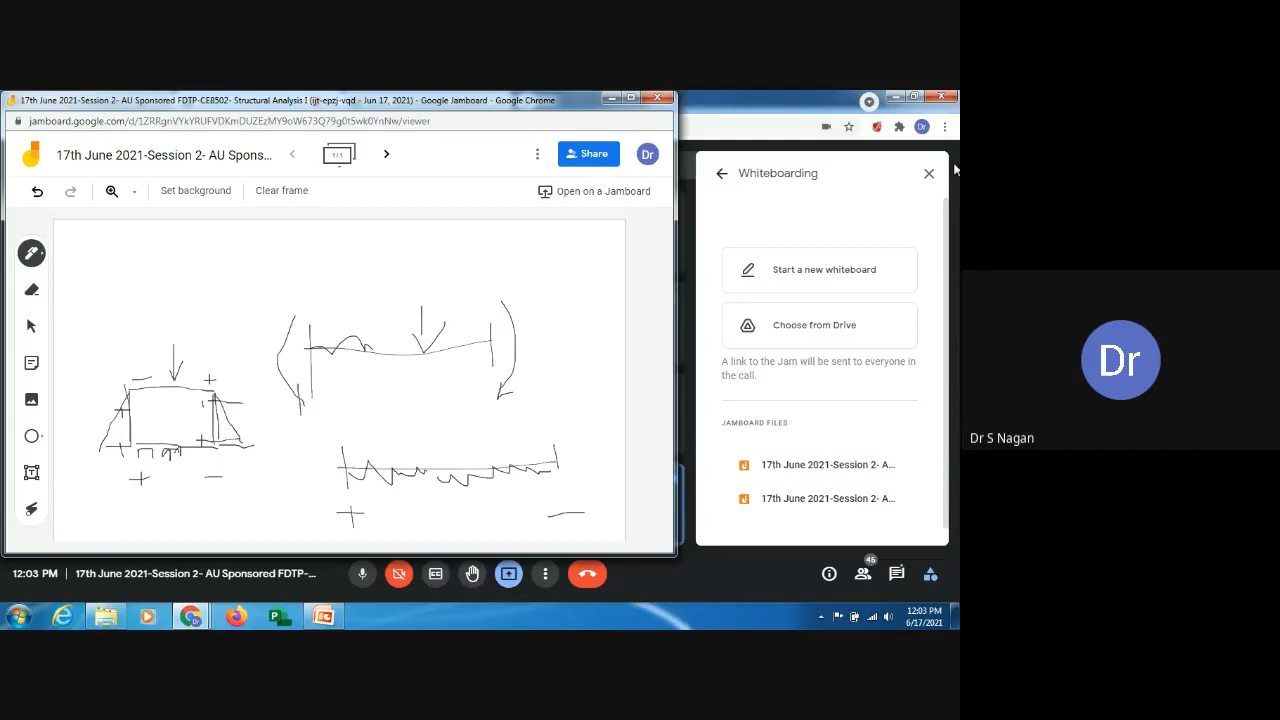 17th June 2021-Session 2- AU Sponsored FDTP-CE8502- Structural Analysis I (ijt-epzj-vqd - Jun 17, 2021) - Google Jamboard - Google Chrome
jamboard.google.com/d/1ZRRgnVYkYRUFVDKmDUZEzMY9oW673Q79g0t5wk0YnNw/viewer
17th June 2021-Session 2- AU Spons...
1/1
Share
Dr
Set background
Clear frame
Open on a Jamboard
− +
+ −
+ −
Dr
Whiteboarding
Start a new whiteboard
Choose from Drive
A link to the Jam will be sent to everyone in
the call.
JAMBOARD FILES
17th June 2021-Session 2- A...
17th June 2021-Session 2- A...
12:03 PM | 17th June 2021-Session 2- AU Sponsored FDTP-...
45
12:03 PM
6/17/2021
Dr
Dr S Nagan